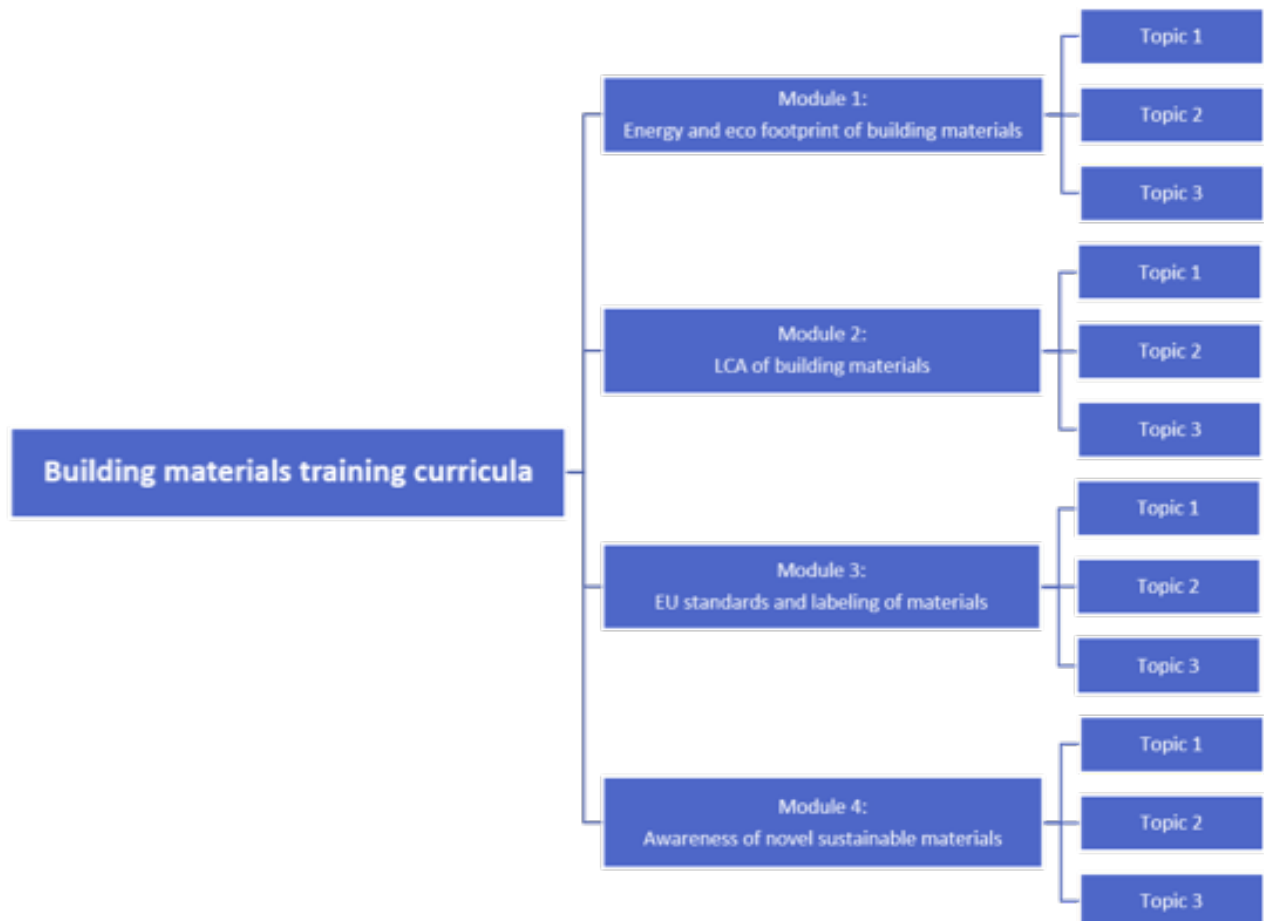 Building materials training curricula
Module 1:
Energy and eco footprint of building materials
Topic 1
Topic 2
Topic 3
Module 2:
LCA of building materials
Topic 1
Topic 2
Topic 3
Module 3:
EU standards and labeling of materials
Topic 1
Topic 2
Topic 3
Module 4:
Awareness of novel sustainable materials
Topic 1
Topic 2
Topic 3